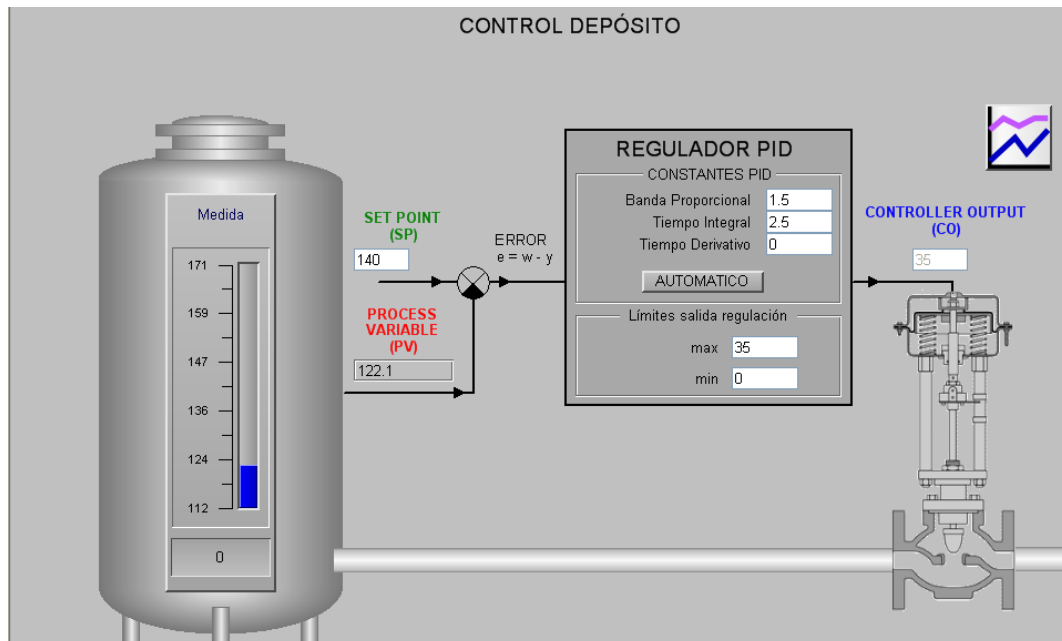 CONTROL DEPÓSITO
Medida
171
159
147
136
124
112
0
SET POINT
(SP)
140
PROCESS
VARIABLE
(PV)
122.1
ERROR
e = w - y
REGULADOR PID
CONSTANTES PID
Banda Proporcional 1.5
Tiempo Integral 2.5
Tiempo Derivativo 0
AUTOMATICO
Límites salida regulación
max 35
min 0
CONTROLLER OUTPUT
(CO)
35